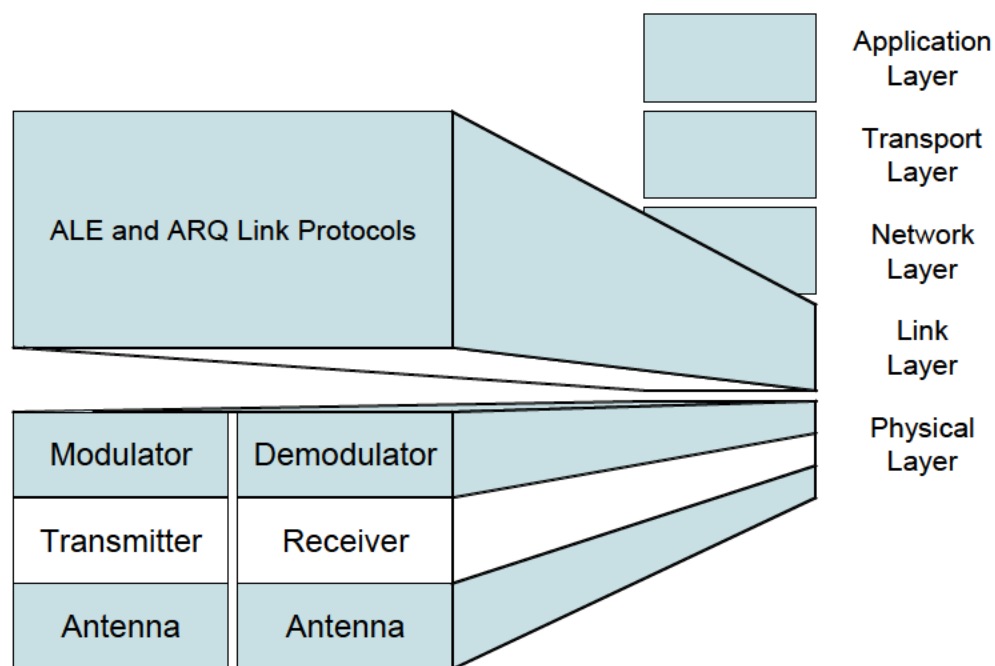 Application
Layer
Transport
Layer
ALE and ARQ Link Protocols
Network
Layer
Link
Layer
Physical
Layer
Modulator
Demodulator
Transmitter
Receiver
Antenna
Antenna